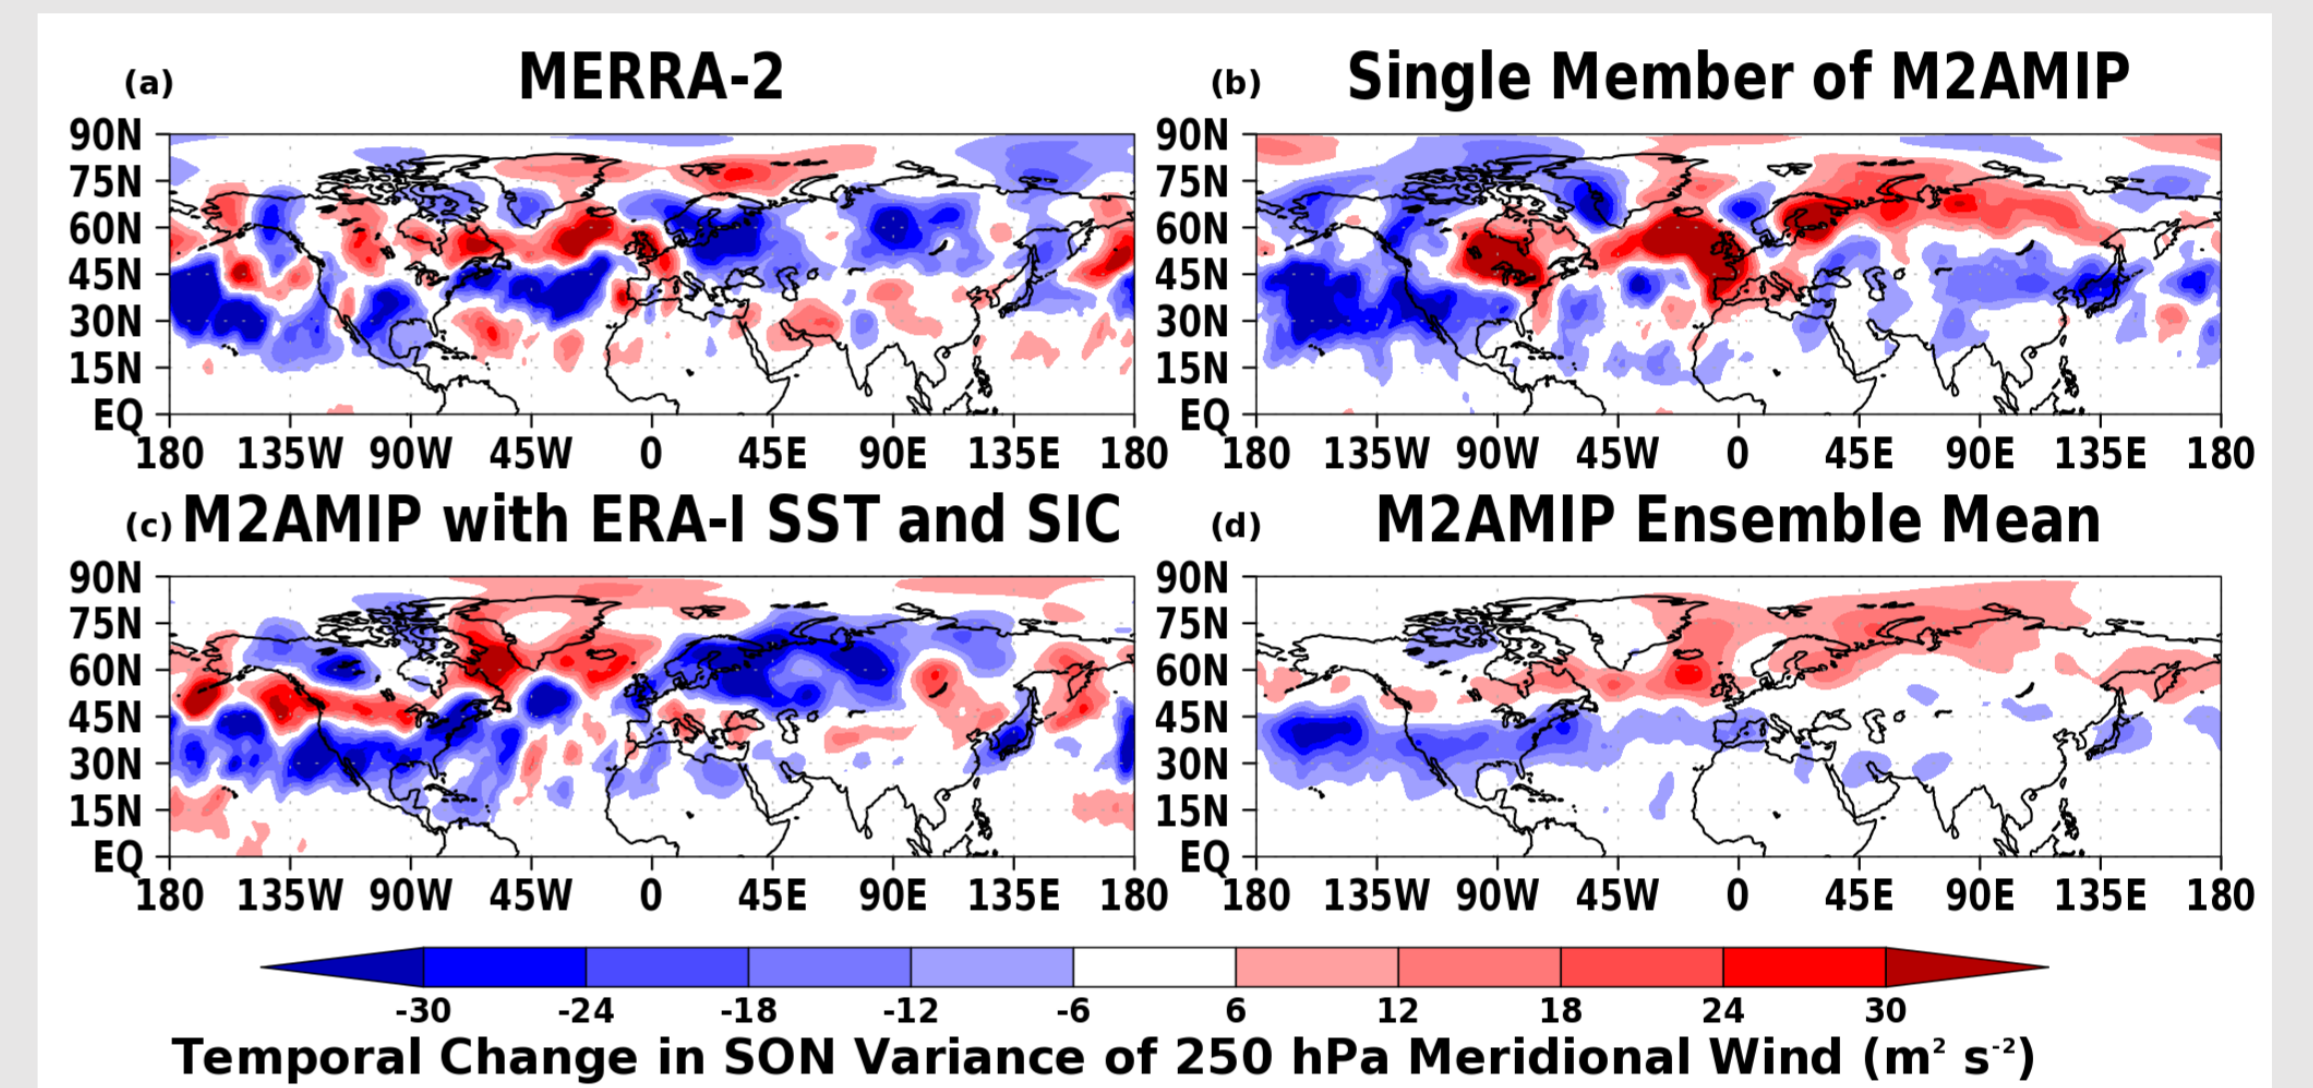 (a) MERRA-2
(b) Single Member of M2AMIP
90N
75N
60N
45N
30N
15N
EQ
180 135W 90W 45W 0 45E 90E 135E 180
90N
75N
60N
45N
30N
15N
EQ
180 135W 90W 45W 0 45E 90E 135E 180
(c) M2AMIP with ERA-I SST and SIC
(d) M2AMIP Ensemble Mean
90N
75N
60N
45N
30N
15N
EQ
180 135W 90W 45W 0 45E 90E 135E 180
90N
75N
60N
45N
30N
15N
EQ
180 135W 90W 45W 0 45E 90E 135E 180
-30 -24 -18 -12 -6 6 12 18 24 30
Temporal Change in SON Variance of 250 hPa Meridional Wind (m² s⁻²)